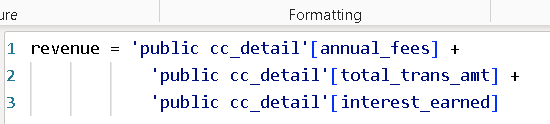 ure
Formatting
1 revenue = 'public cc_detail'[annual_fees] +
2 'public cc_detail'[total_trans_amt] +
3 'public cc_detail'[interest_earned]